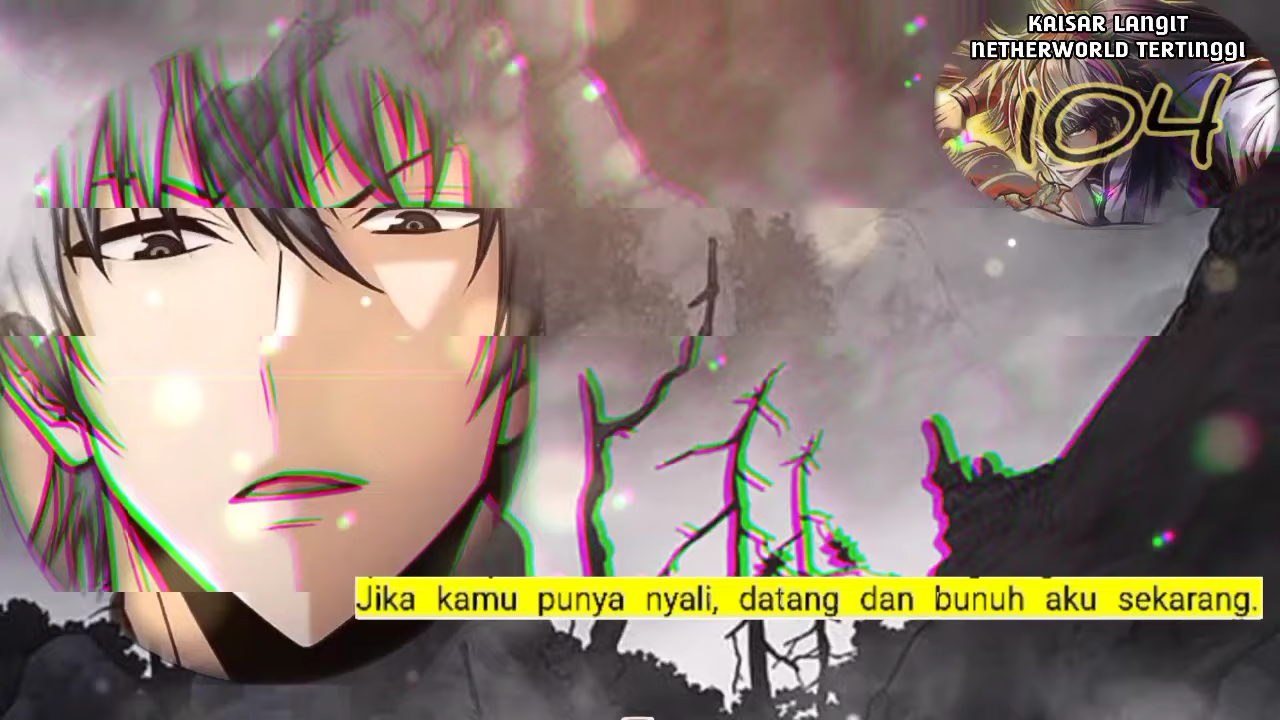 KAISAR LANGIT
NETHERWORLD TERTINGGI
104
Jika kamu punya nyali, datang dan bunuh aku sekarang.